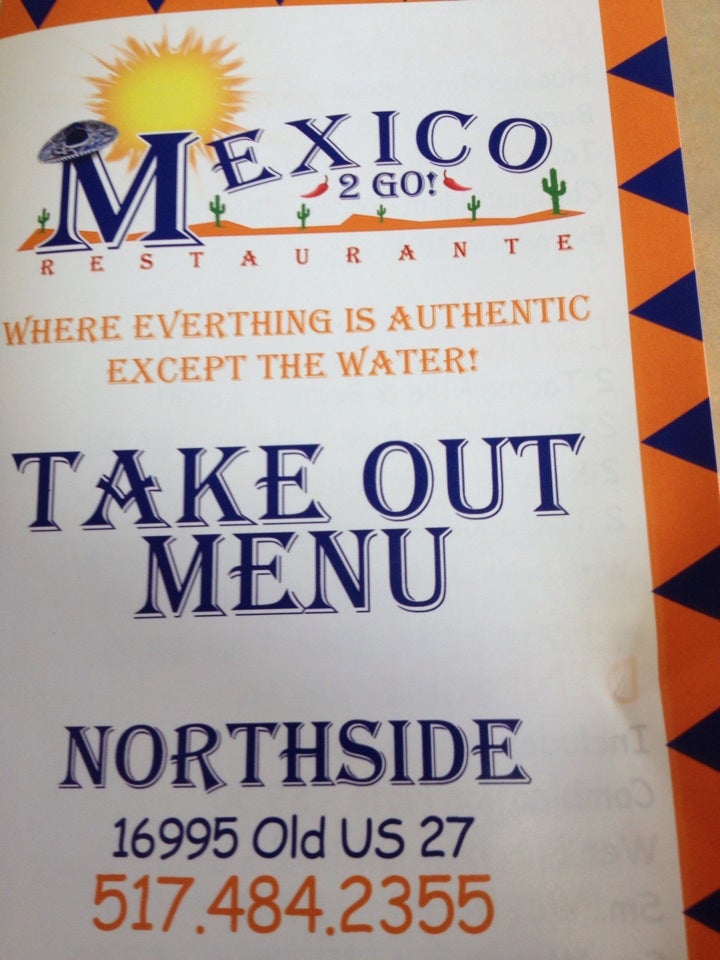 MEXICO
2 GO!
RESTAURANTE
WHERE EVERTHING IS AUTHENTIC
EXCEPT THE WATER!
TAKE OUT
MENU
NORTHSIDE
16995 Old US 27
517.484.2355